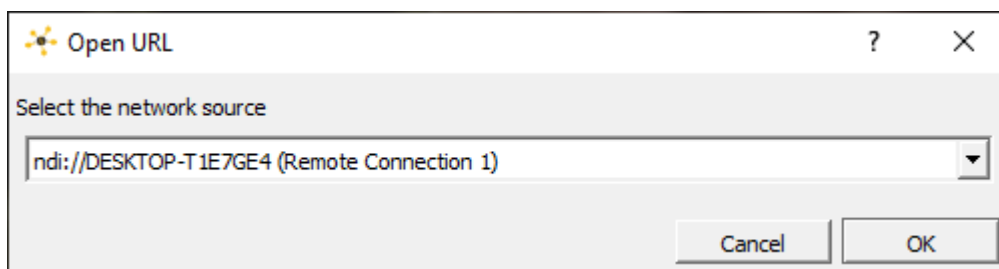 Open URL ?
Select the network source
ndi://DESKTOP-T1E7GE4 (Remote Connection 1)
Cancel OK